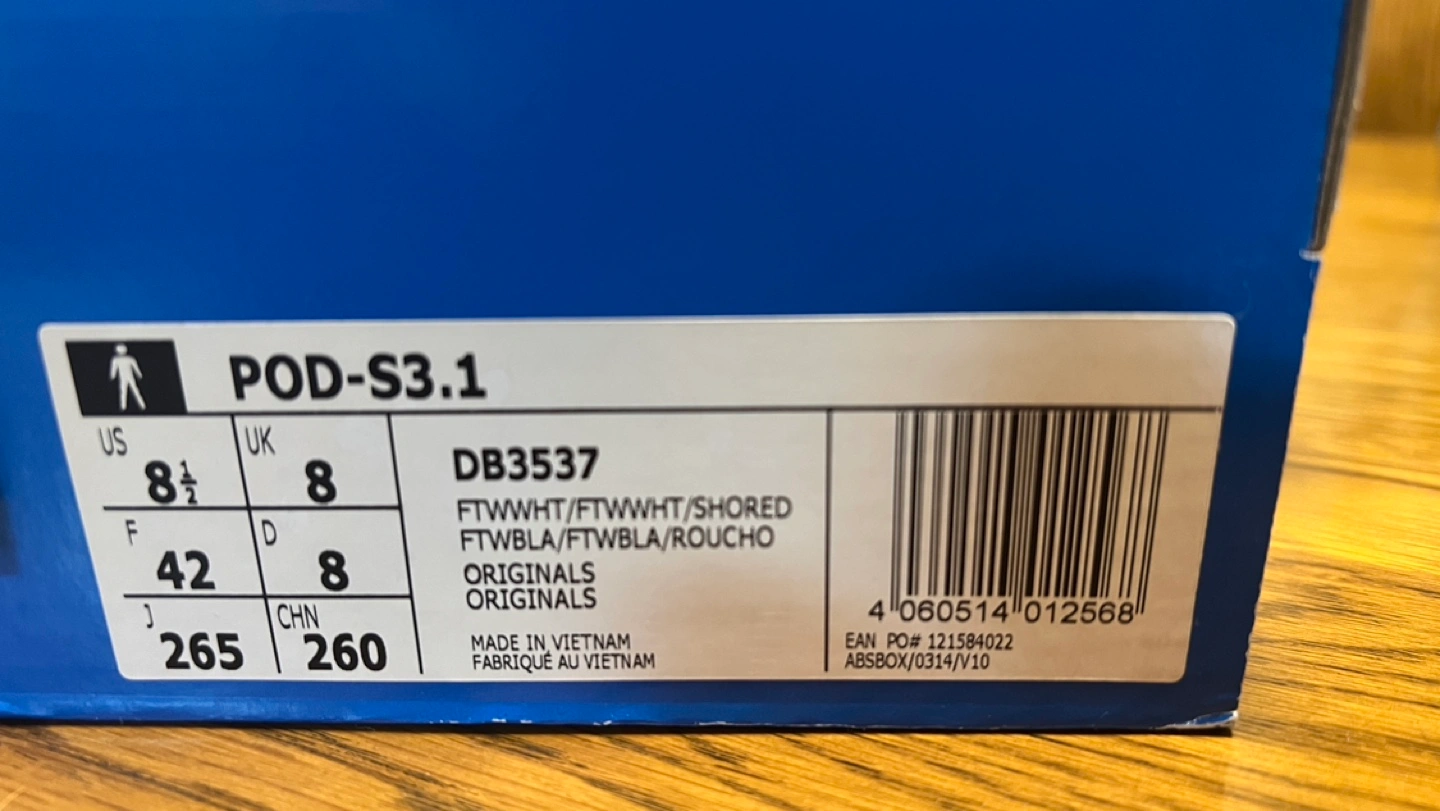 POD-S3.1
US 8½
UK 8
F 42
D 8
J 265
CHN 260
DB3537
FTWWHT/FTWWHT/SHORED
FTWBLA/FTWBLA/ROUCHO
ORIGINALS
ORIGINALS
MADE IN VIETNAM
FABRIQUÉ AU VIETNAM
4 060514 012568
EAN PO# 121584022
ABSBOX/0314/V10